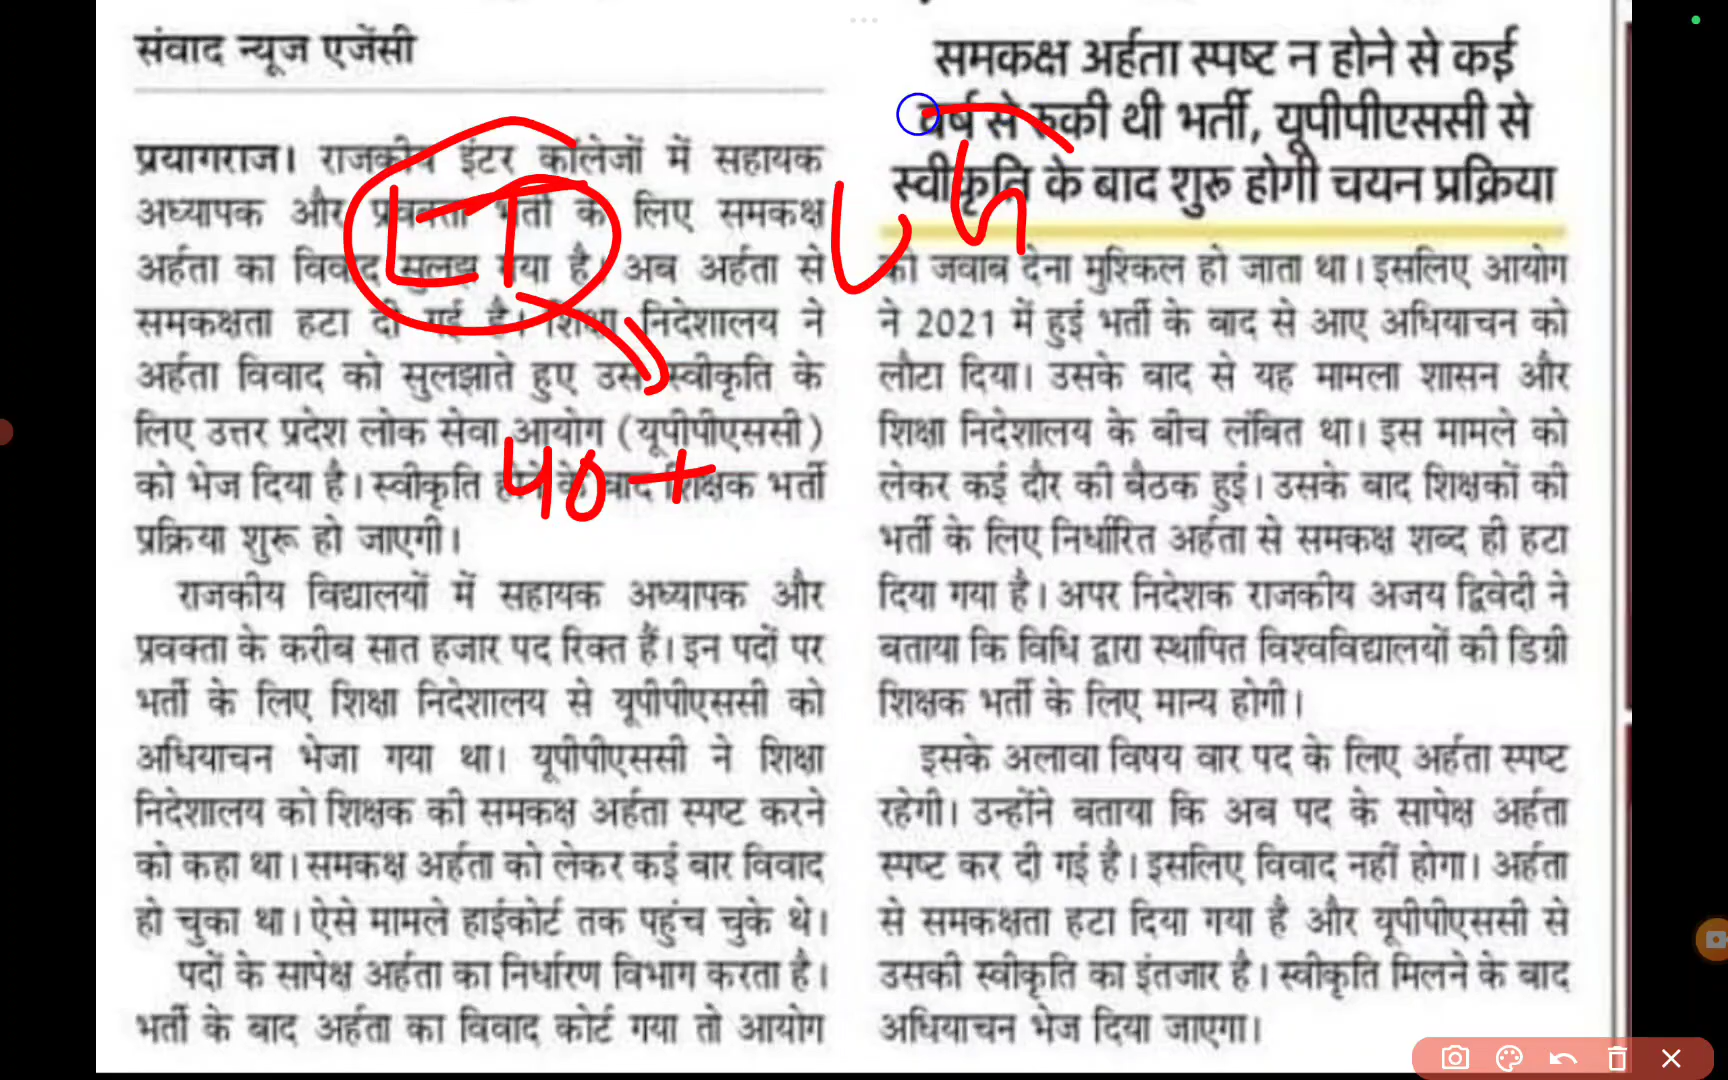 संवाद न्यूज एजेंसी
प्रयागराज। राजकीय इंटर कॉलेजों में सहायक
अध्यापक और प्रवक्ता भर्ती के लिए समकक्ष
अर्हता का विवाद सुलझ गया है। अब अर्हता से
समकक्षता हटा दी गई है। शिक्षा निदेशालय ने
अर्हता विवाद को सुलझाते हुए उसे स्वीकृति के
लिए उत्तर प्रदेश लोक सेवा आयोग (यूपीपीएससी)
को भेज दिया है। स्वीकृति होने के बाद शिक्षक भर्ती
प्रक्रिया शुरू हो जाएगी।
राजकीय विद्यालयों में सहायक अध्यापक और
प्रवक्ता के करीब सात हजार पद रिक्त हैं। इन पदों पर
भर्ती के लिए शिक्षा निदेशालय से यूपीपीएससी को
अधियाचन भेजा गया था। यूपीपीएससी ने शिक्षा
निदेशालय को शिक्षक की समकक्ष अर्हता स्पष्ट करने
को कहा था। समकक्ष अर्हता को लेकर कई बार विवाद
हो चुका था। ऐसे मामले हाईकोर्ट तक पहुंच चुके थे।
पदों के सापेक्ष अर्हता का निर्धारण विभाग करता है।
भर्ती के बाद अर्हता का विवाद कोर्ट गया तो आयोग
समकक्ष अर्हता स्पष्ट न होने से कई
वर्ष से रुकी थी भर्ती, यूपीपीएससी से
स्वीकृति के बाद शुरू होगी चयन प्रक्रिया
को जवाब देना मुश्किल हो जाता था। इसलिए आयोग
ने 2021 में हुई भर्ती के बाद से आए अधियाचन को
लौटा दिया। उसके बाद से यह मामला शासन और
शिक्षा निदेशालय के बीच लंबित था। इस मामले को
लेकर कई दौर की बैठक हुई। उसके बाद शिक्षकों की
भर्ती के लिए निर्धारित अर्हता से समकक्ष शब्द ही हटा
दिया गया है। अपर निदेशक राजकीय अजय द्विवेदी ने
बताया कि विधि द्वारा स्थापित विश्वविद्यालयों की डिग्री
शिक्षक भर्ती के लिए मान्य होगी।
इसके अलावा विषय वार पद के लिए अर्हता स्पष्ट
रहेगी। उन्होंने बताया कि अब पद के सापेक्ष अर्हता
स्पष्ट कर दी गई है। इसलिए विवाद नहीं होगा। अर्हता
से समकक्षता हटा दिया गया है और यूपीपीएससी से
उसकी स्वीकृति का इंतजार है। स्वीकृति मिलने के बाद
अधियाचन भेज दिया जाएगा।
LT
40+